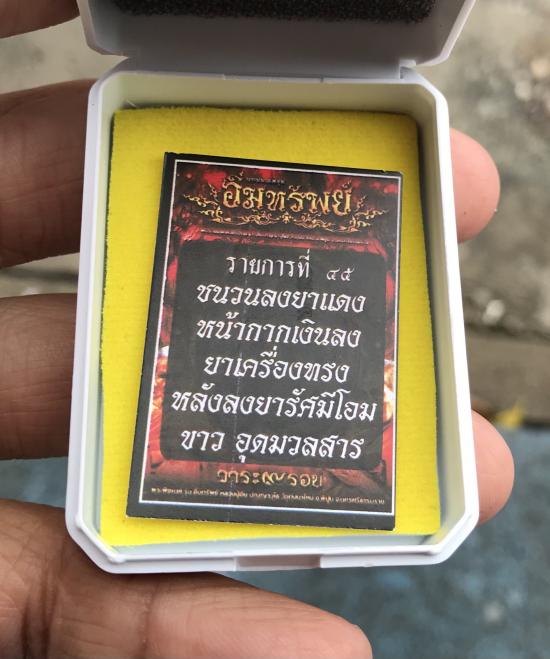 อิ่มทรัพย์
รายการที่ ๔๕
ชนวนลงยาแดง
หน้ากากเงินลง
ยาเครื่องทรง
หลังลงยารัศมีโอม
ขาว อุดมวลสาร
วาระ๙รอบ